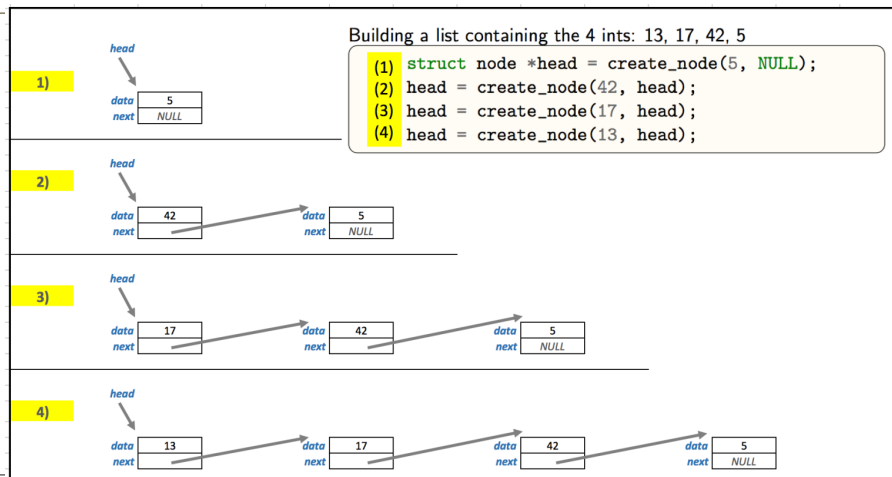 Building a list containing the 4 ints: 13, 17, 42, 5
(1) struct node *head = create_node(5, NULL);
(2) head = create_node(42, head);
(3) head = create_node(17, head);
(4) head = create_node(13, head);
1)
head
data 5
next NULL
2)
head
data 42 data 5
next next NULL
3)
head
data 17 data 42 data 5
next next next NULL
4)
head
data 13 data 17 data 42 data 5
next next next next NULL